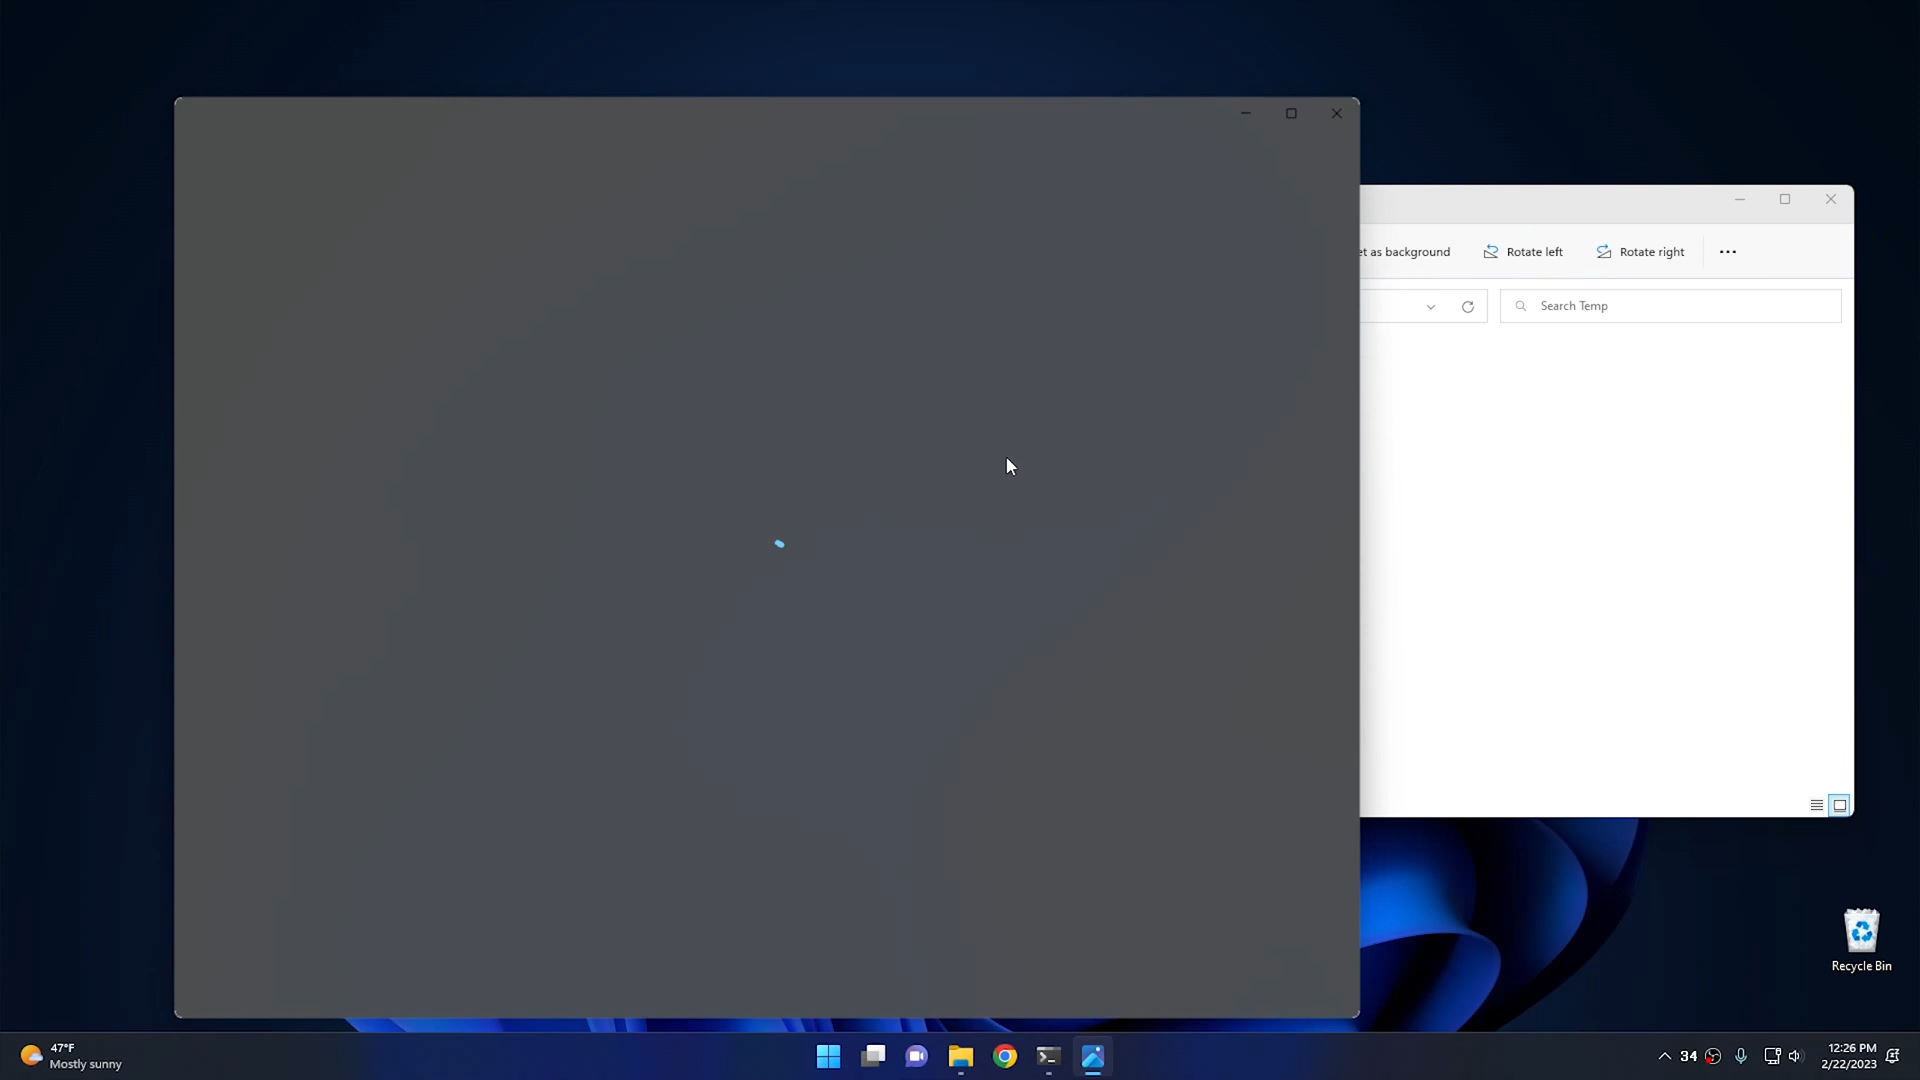 et as background
Rotate left
Rotate right
Search Temp
Recycle Bin
47°F
Mostly sunny
34
12:26 PM
2/22/2023